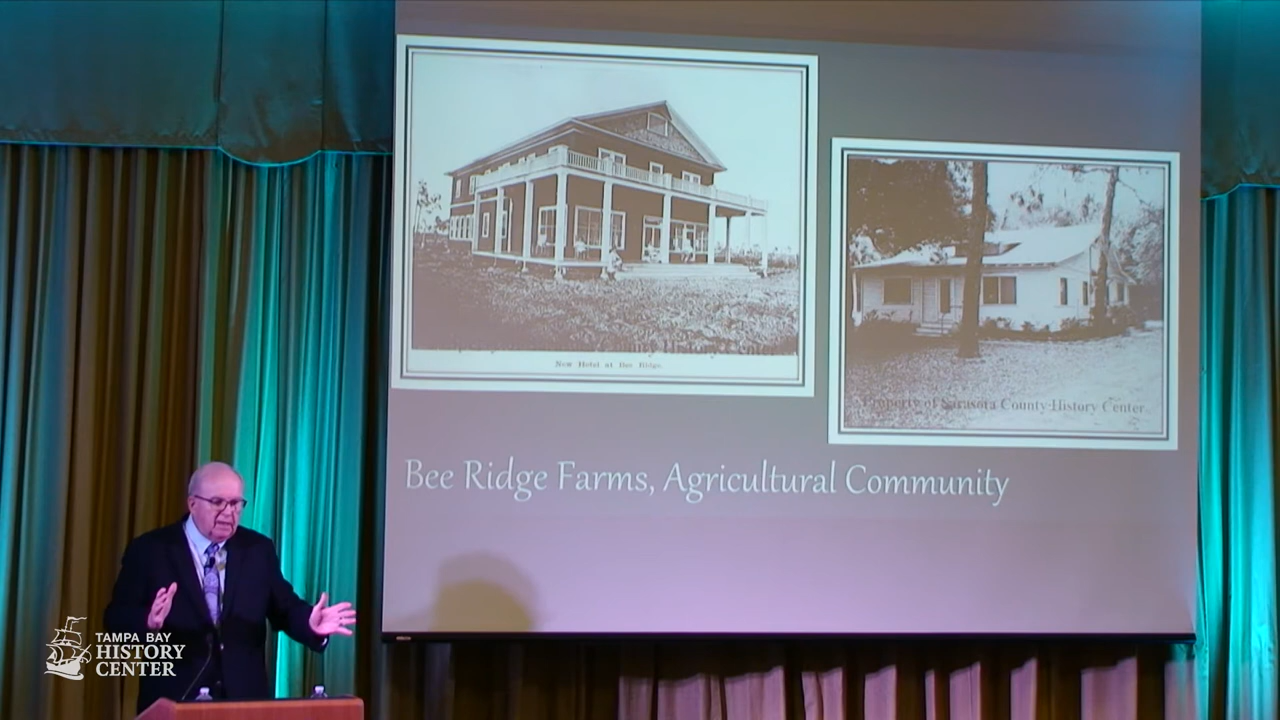 New Hotel at Bee Ridge.
Property of Sarasota County History Center
Bee Ridge Farms, Agricultural Community
TAMPA BAY
HISTORY
CENTER